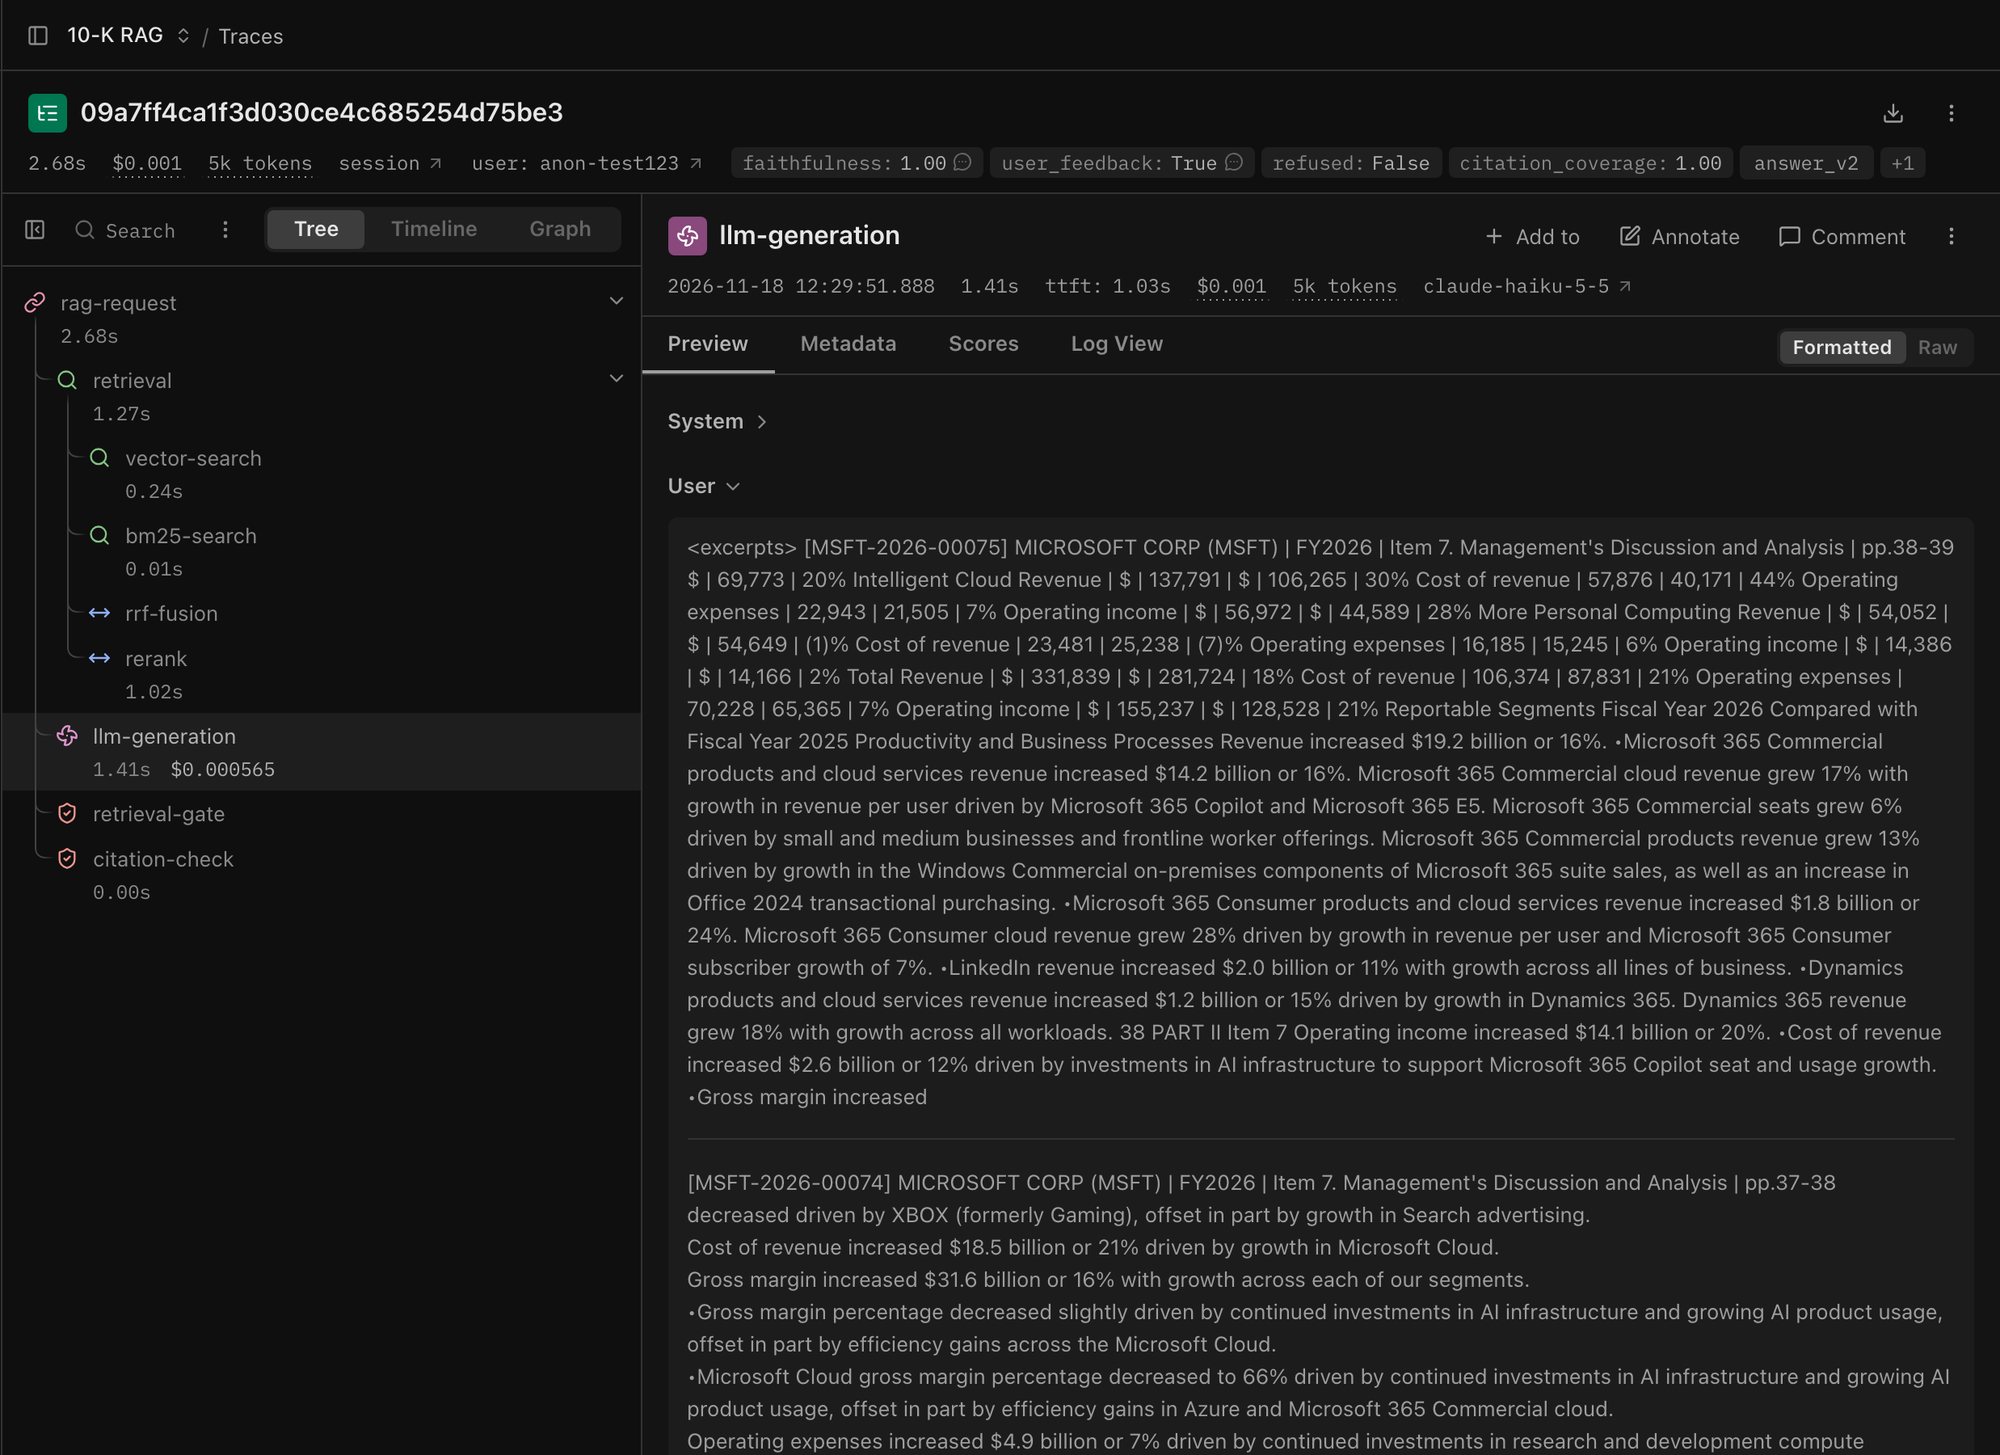 10-K RAG / Traces
09a7ff4ca1f3d030ce4c685254d75be3
2.68s $0.001 5k tokens session ↗ user: anon-test123 ↗ faithfulness: 1.00 user_feedback: True refused: False citation_coverage: 1.00 answer_v2 +1
Search Tree Timeline Graph
rag-request
2.68s
retrieval
1.27s
vector-search
0.24s
bm25-search
0.01s
rrf-fusion
rerank
1.02s
llm-generation
1.41s $0.000565
retrieval-gate
citation-check
0.00s
llm-generation
+ Add to Annotate Comment
2026-11-18 12:29:51.888 1.41s ttft: 1.03s $0.001 5k tokens claude-haiku-5-5 ↗
Preview Metadata Scores Log View Formatted Raw
System
User
<excerpts> [MSFT-2026-00075] MICROSOFT CORP (MSFT) | FY2026 | Item 7. Management's Discussion and Analysis | pp.38-39
$ | 69,773 | 20% Intelligent Cloud Revenue | $ | 137,791 | $ | 106,265 | 30% Cost of revenue | 57,876 | 40,171 | 44% Operating
expenses | 22,943 | 21,505 | 7% Operating income | $ | 56,972 | $ | 44,589 | 28% More Personal Computing Revenue | $ | 54,052 |
$ | 54,649 | (1)% Cost of revenue | 23,481 | 25,238 | (7)% Operating expenses | 16,185 | 15,245 | 6% Operating income | $ | 14,386
| $ | 14,166 | 2% Total Revenue | $ | 331,839 | $ | 281,724 | 18% Cost of revenue | 106,374 | 87,831 | 21% Operating expenses |
70,228 | 65,365 | 7% Operating income | $ | 155,237 | $ | 128,528 | 21% Reportable Segments Fiscal Year 2026 Compared with
Fiscal Year 2025 Productivity and Business Processes Revenue increased $19.2 billion or 16%. •Microsoft 365 Commercial
products and cloud services revenue increased $14.2 billion or 16%. Microsoft 365 Commercial cloud revenue grew 17% with
growth in revenue per user driven by Microsoft 365 Copilot and Microsoft 365 E5. Microsoft 365 Commercial seats grew 6%
driven by small and medium businesses and frontline worker offerings. Microsoft 365 Commercial products revenue grew 13%
driven by growth in the Windows Commercial on-premises components of Microsoft 365 suite sales, as well as an increase in
Office 2024 transactional purchasing. •Microsoft 365 Consumer products and cloud services revenue increased $1.8 billion or
24%. Microsoft 365 Consumer cloud revenue grew 28% driven by growth in revenue per user and Microsoft 365 Consumer
subscriber growth of 7%. •LinkedIn revenue increased $2.0 billion or 11% with growth across all lines of business. •Dynamics
products and cloud services revenue increased $1.2 billion or 15% driven by growth in Dynamics 365. Dynamics 365 revenue
grew 18% with growth across all workloads. 38 PART II Item 7 Operating income increased $14.1 billion or 20%. •Cost of revenue
increased $2.6 billion or 12% driven by investments in AI infrastructure to support Microsoft 365 Copilot seat and usage growth.
•Gross margin increased
[MSFT-2026-00074] MICROSOFT CORP (MSFT) | FY2026 | Item 7. Management's Discussion and Analysis | pp.37-38
decreased driven by XBOX (formerly Gaming), offset in part by growth in Search advertising.
Cost of revenue increased $18.5 billion or 21% driven by growth in Microsoft Cloud.
Gross margin increased $31.6 billion or 16% with growth across each of our segments.
•Gross margin percentage decreased slightly driven by continued investments in AI infrastructure and growing AI product usage,
offset in part by efficiency gains across the Microsoft Cloud.
•Microsoft Cloud gross margin percentage decreased to 66% driven by continued investments in AI infrastructure and growing AI
product usage, offset in part by efficiency gains in Azure and Microsoft 365 Commercial cloud.
Operating expenses increased $4.9 billion or 7% driven by continued investments in research and development compute